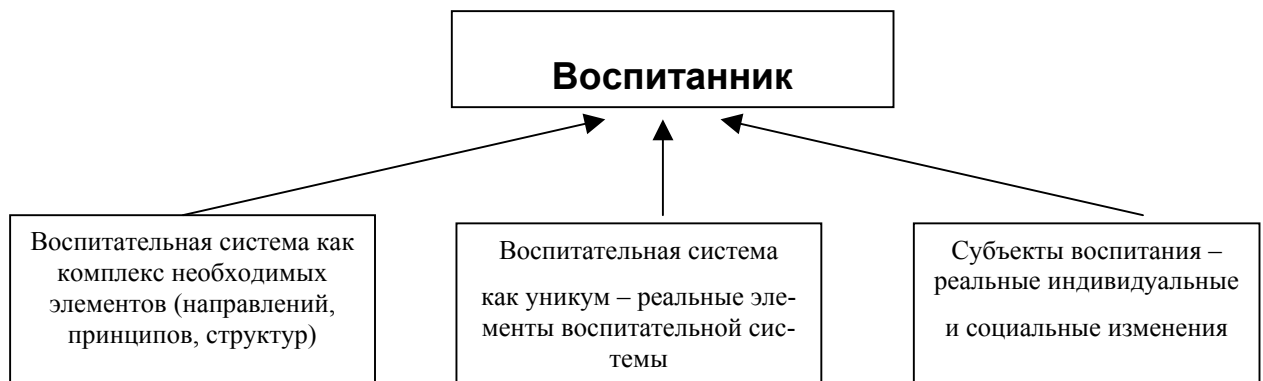 Воспитанник
Воспитательная система как
комплекс необходимых
элементов (направлений,
принципов, структур)
Воспитательная система
как уникум – реальные эле-
менты воспитательной сис-
темы
Субъекты воспитания –
реальные индивидуальные
и социальные изменения